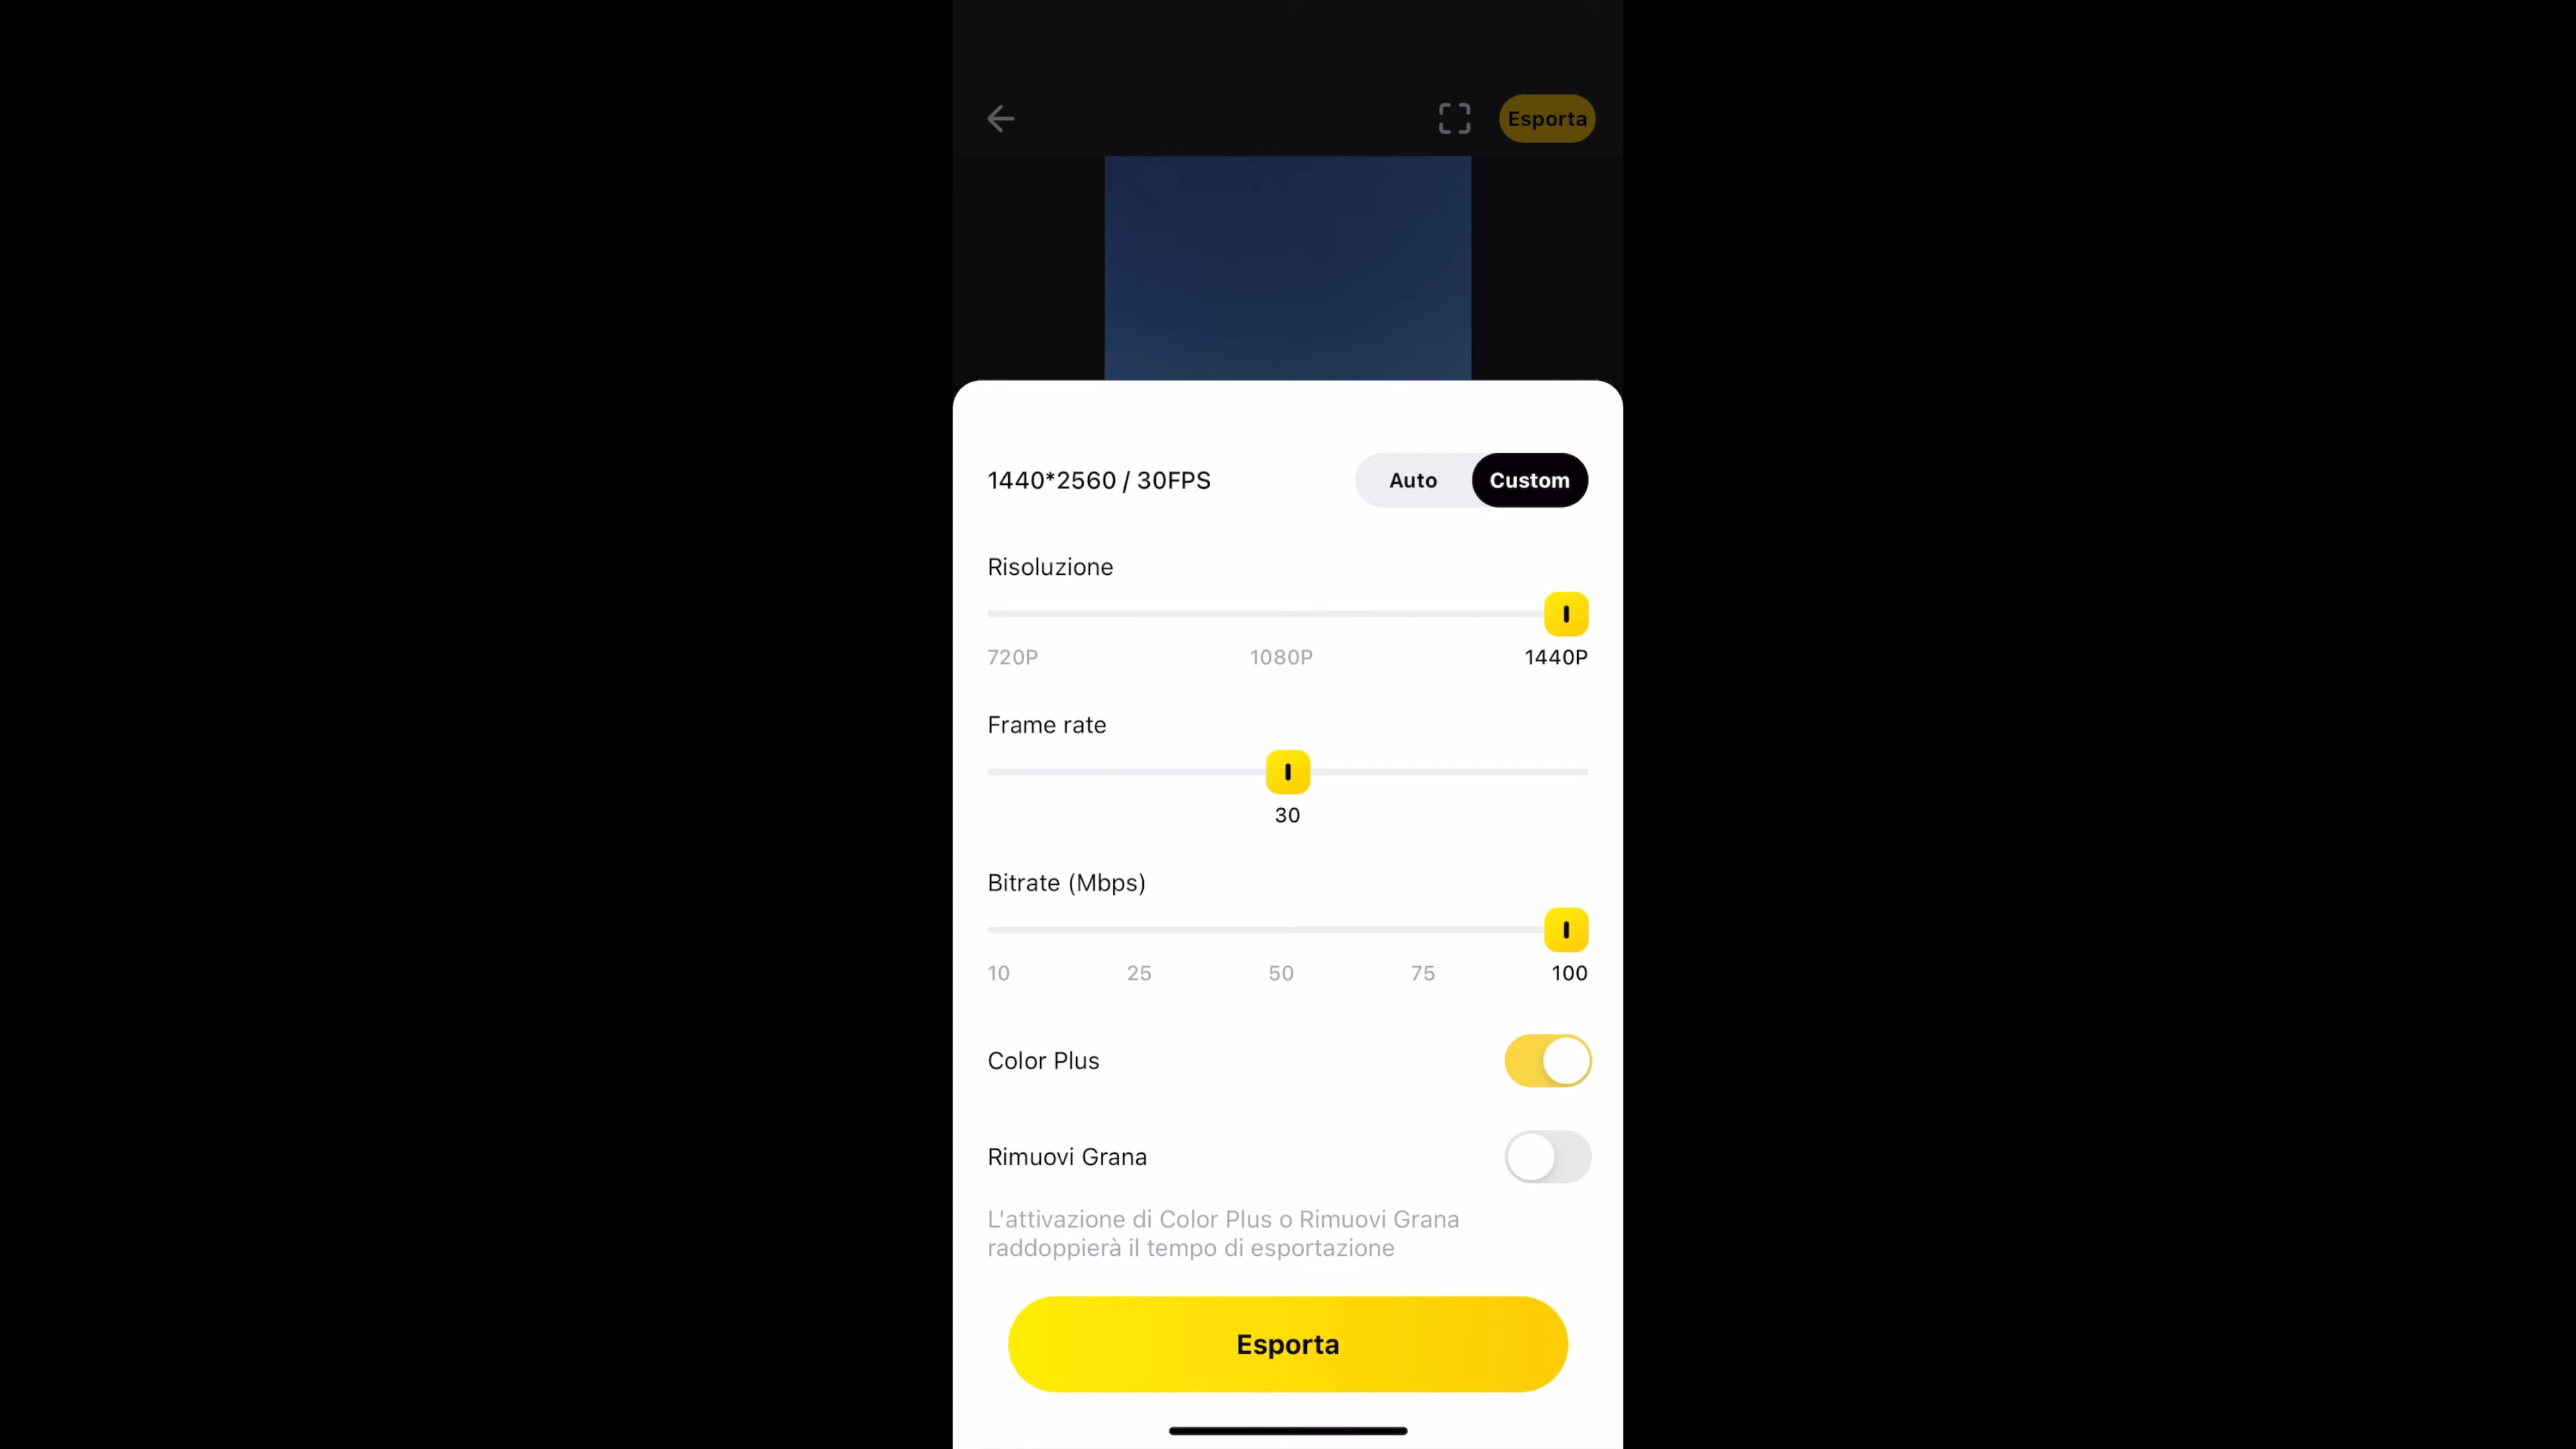 Esporta
1440*2560 / 30FPS
Auto
Custom
Risoluzione
720P
1080P
1440P
Frame rate
30
Bitrate (Mbps)
10
25
50
75
100
Color Plus
Rimuovi Grana
L'attivazione di Color Plus o Rimuovi Grana
raddoppierà il tempo di esportazione
Esporta